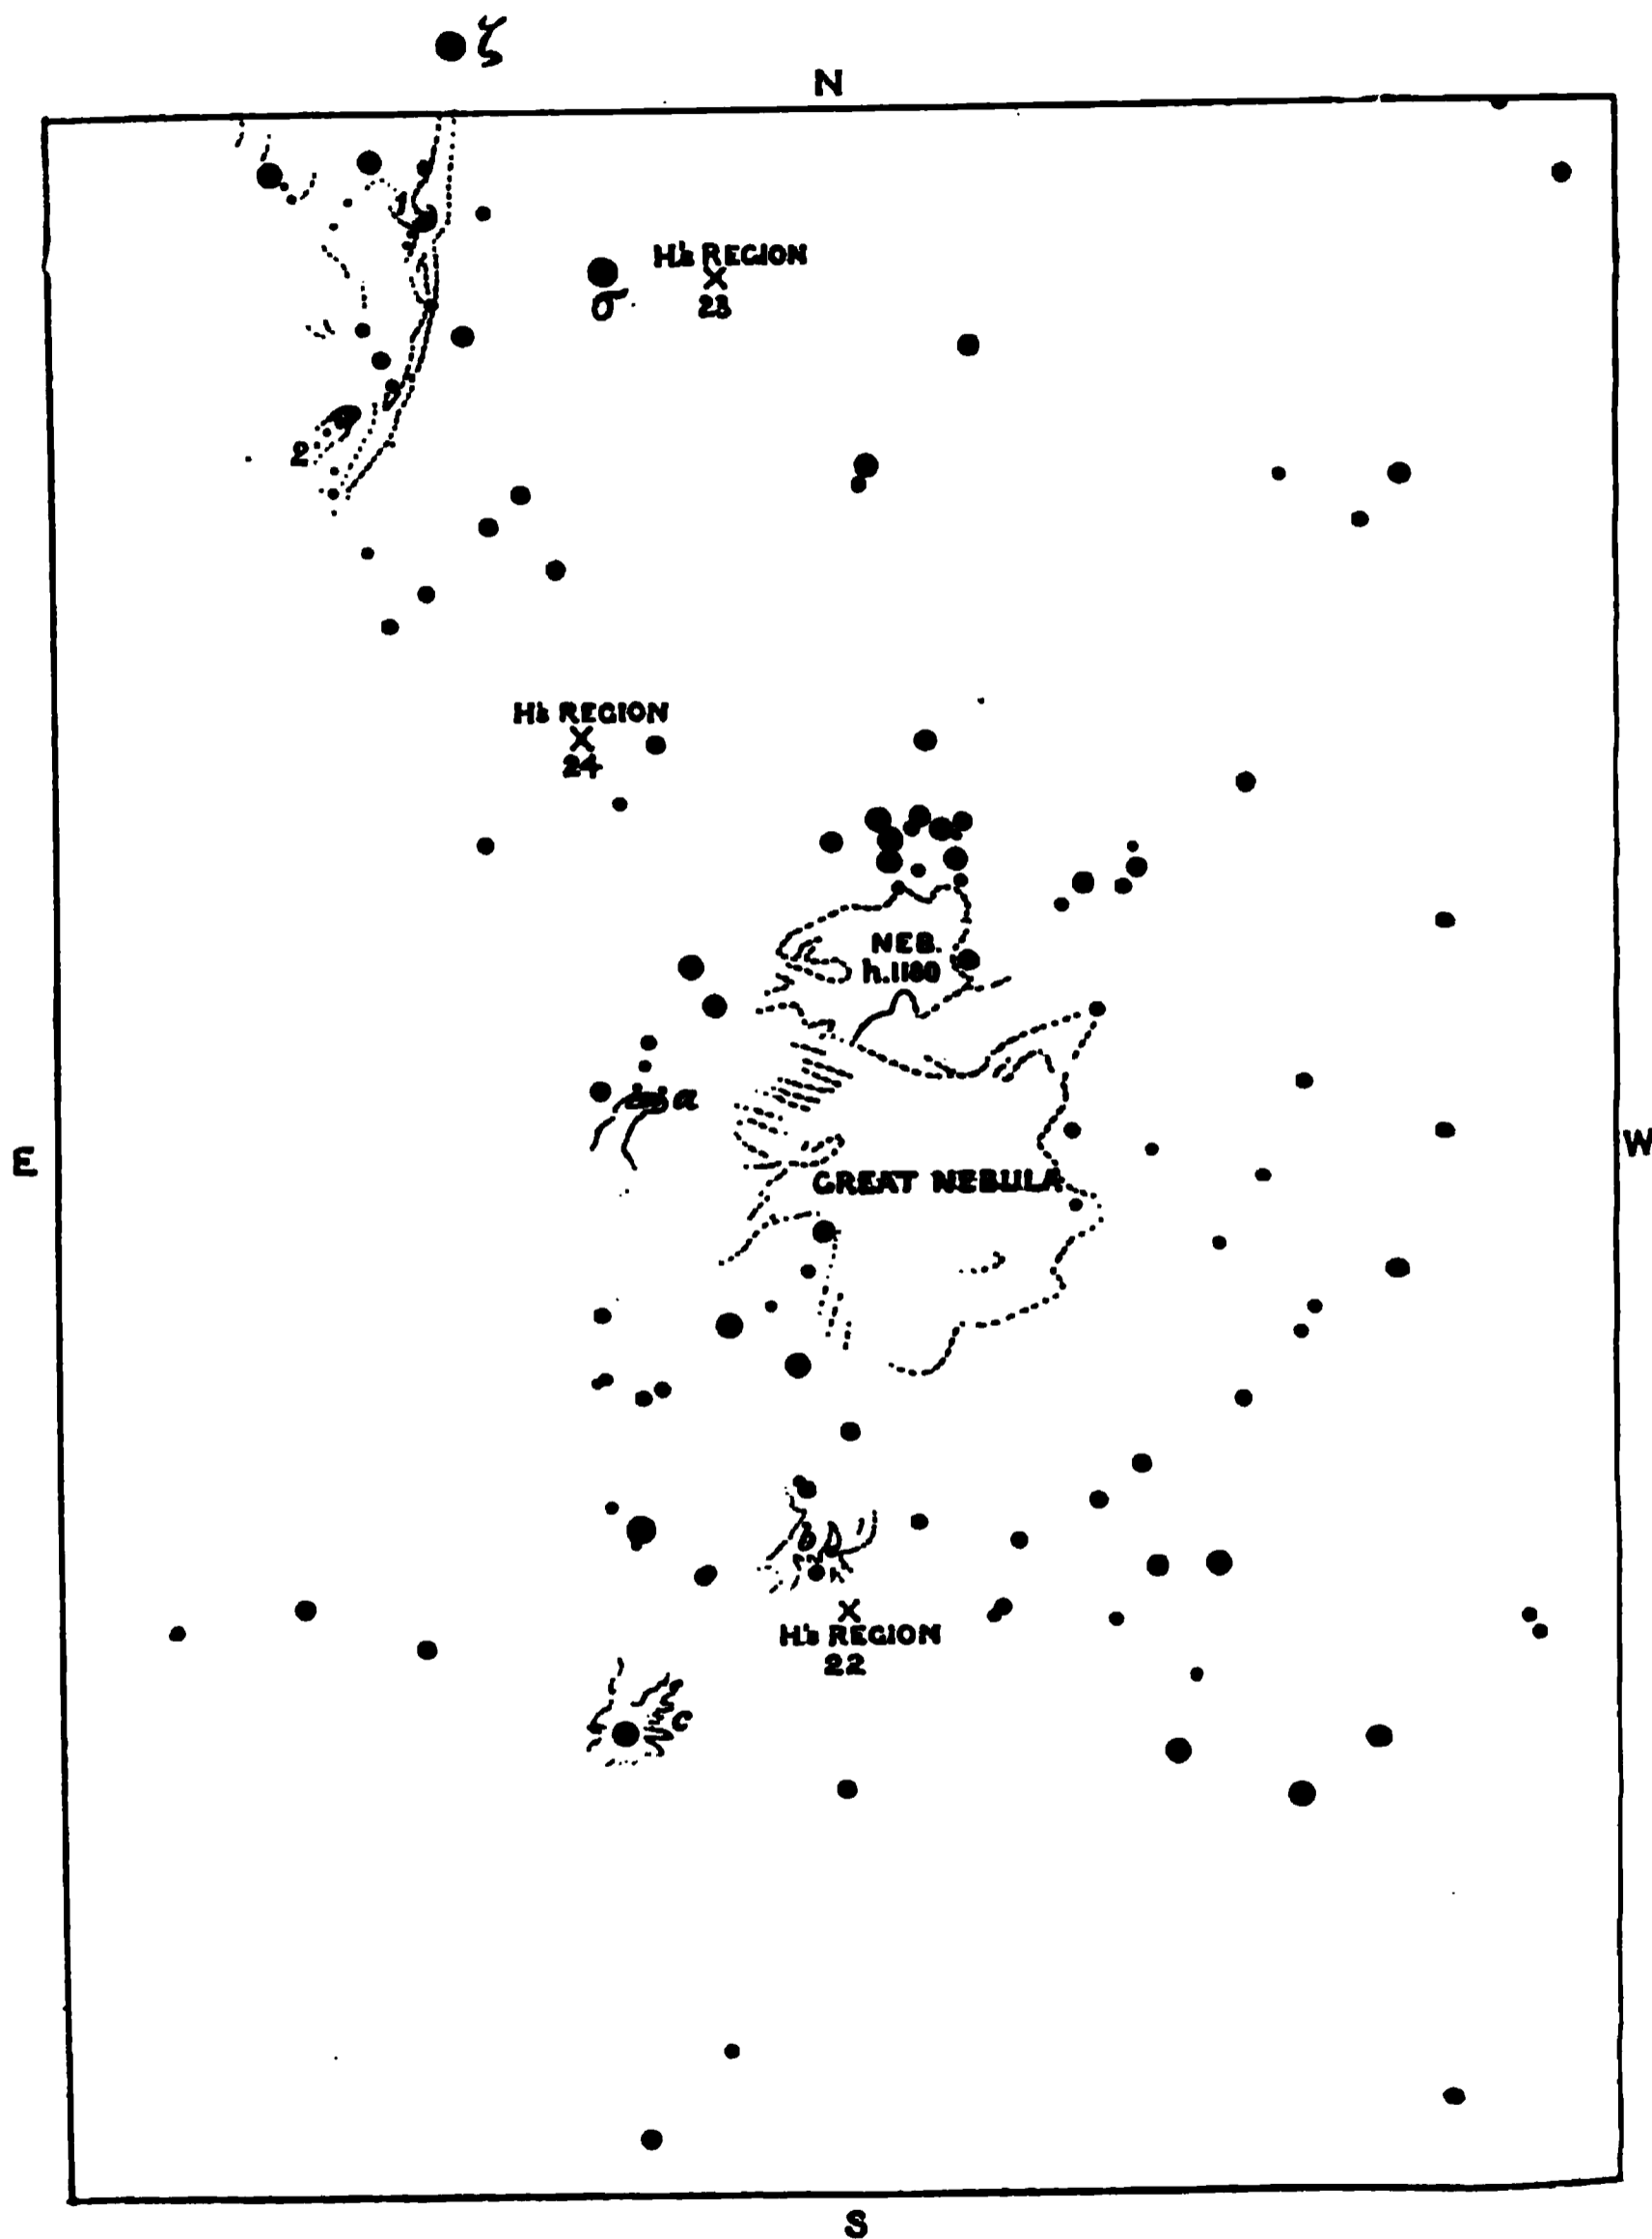 ζ
N
H's REGION
X
23
σ
1
2
H's REGION
X
24
NEB.
h.1180
a
E
W
GREAT NEBULA
b
X
H's REGION
22
c
S